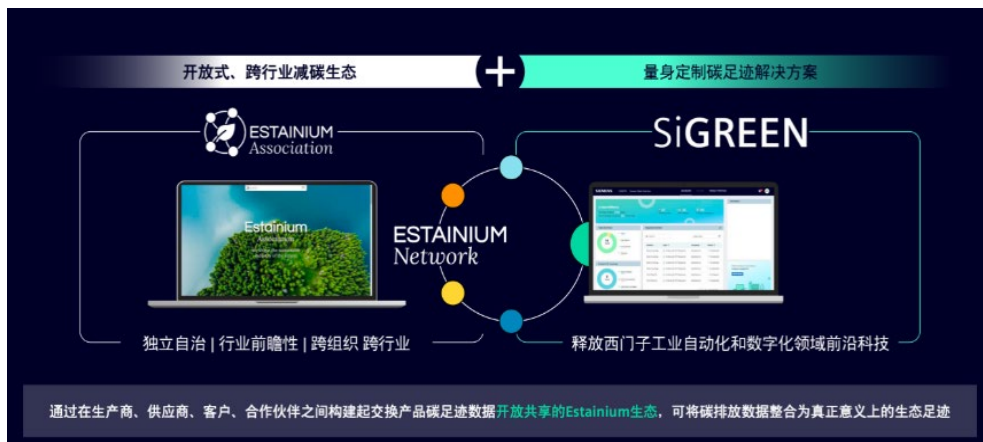 开放式、跨行业减碳生态
量身定制碳足迹解决方案
ESTAINIUM
Association
SiGREEN
Estainium
ESTAINIUM
Network
SIEMENS
独立自治 | 行业前瞻性 | 跨组织 跨行业
释放西门子工业自动化和数字化领域前沿科技
通过在生产商、供应商、客户、合作伙伴之间构建起交换产品碳足迹数据开放共享的Estainium生态，可将碳排放数据整合为真正意义上的生态足迹